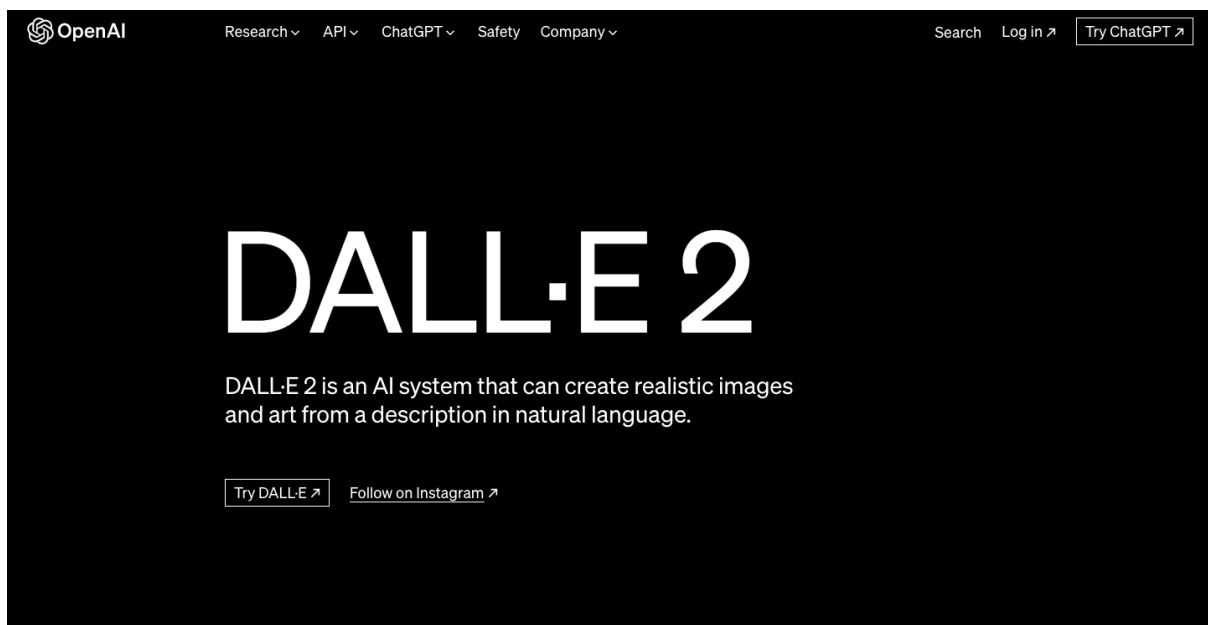 OpenAI Research API ChatGPT Safety Company Search Log in ↗ Try ChatGPT ↗
DALL·E 2
DALL·E 2 is an AI system that can create realistic images
and art from a description in natural language.
Try DALL·E ↗ Follow on Instagram ↗